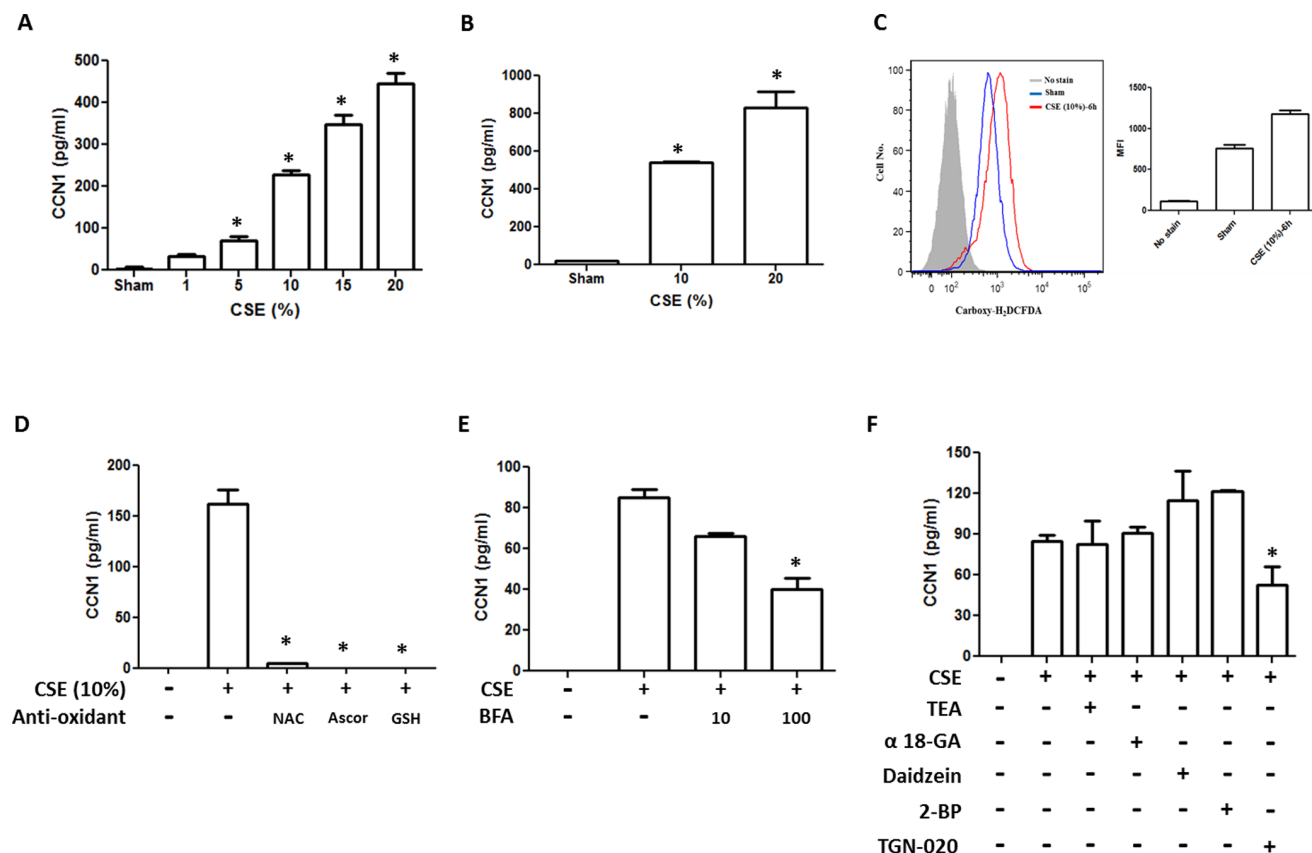 A
CCN1 (pg/ml)
500
400
300
200
100
0
* * * *
Sham 1 5 10 15 20
CSE (%)
B
CCN1 (pg/ml)
1000
800
600
400
200
0
* *
Sham 10 20
CSE (%)
C
Cell No.
100
80
60
40
20
0
No stain
Sham
CSE (10%)-6h
0 10² 10³ 10⁴ 10⁵
Carboxy-H₂DCFDA
MFI
1500
1000
500
0
No stain Sham CSE (10%)-6h
D
CCN1 (pg/ml)
200
150
100
50
0
* * *
CSE (10%) - + + + +
Anti-oxidant - - NAC Ascor GSH
E
CCN1 (pg/ml)
100
80
60
40
20
0
*
CSE - + + +
BFA - - 10 100
F
CCN1 (pg/ml)
150
120
90
60
30
0
*
CSE - + + + + + +
TEA - - + - - - -
α 18-GA - - - + - - -
Daidzein - - - - + - -
2-BP - - - - - + -
TGN-020 - - - - - - +